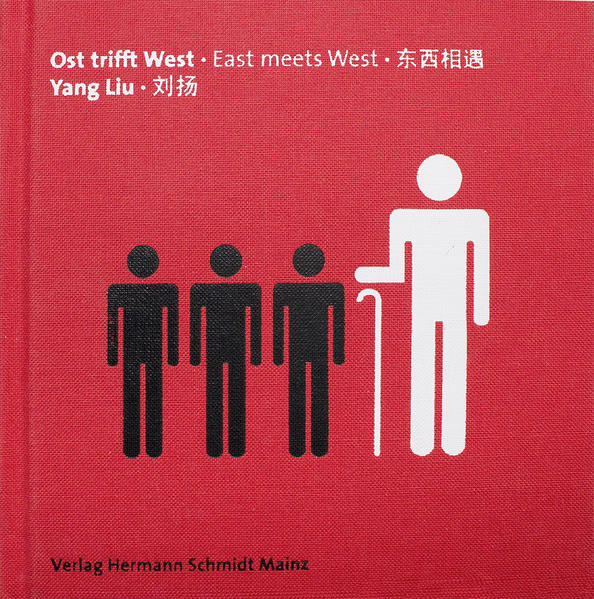 Ost trifft West · East meets West · 东西相遇
Yang Liu · 刘扬
Verlag Hermann Schmidt Mainz